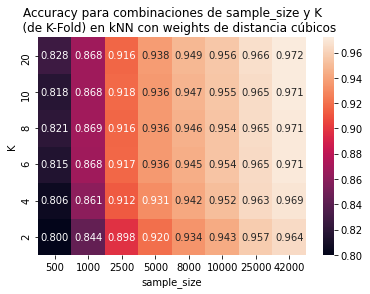 Accuracy para combinaciones de sample_size y K
(de K-Fold) en kNN con weights de distancia cúbicos
20 0.828 0.868 0.916 0.938 0.949 0.956 0.966 0.972
10 0.818 0.868 0.918 0.936 0.947 0.955 0.965 0.971
8 0.821 0.869 0.916 0.936 0.946 0.954 0.965 0.971
6 0.815 0.868 0.917 0.936 0.945 0.954 0.965 0.971
4 0.806 0.861 0.912 0.931 0.942 0.952 0.963 0.969
2 0.800 0.844 0.898 0.920 0.934 0.943 0.957 0.964
500 1000 2500 5000 8000 10000 25000 42000
sample_size
K
0.96
0.94
0.92
0.90
0.88
0.86
0.84
0.82
0.80